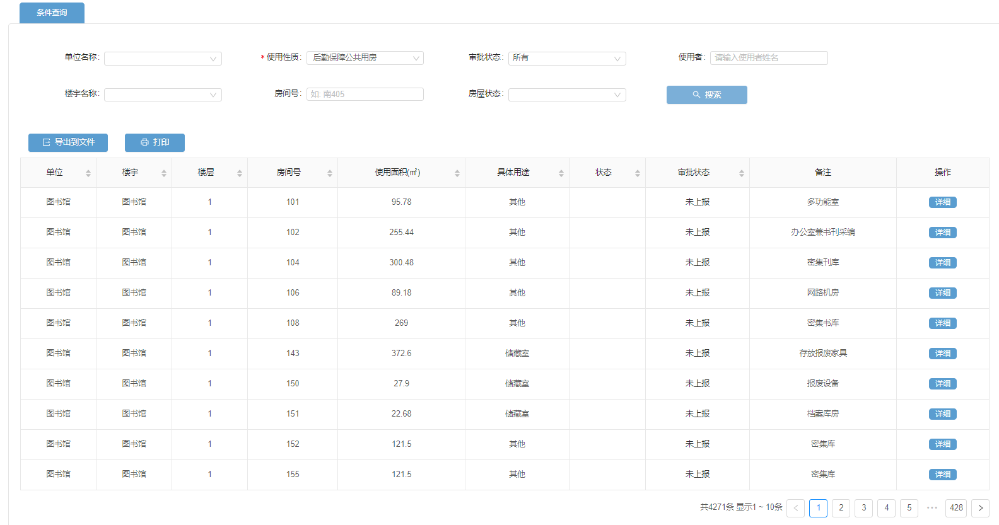 条件查询
单位名称: * 使用性质: 后勤保障公共用房 审批状态: 所有 使用者: 请输入使用者姓名
楼宇名称: 房间号: 如: 南405 房屋状态: 搜索
导出到文件 打印
单位 楼宇 楼层 房间号 使用面积(㎡) 具体用途 状态 审批状态 备注 操作
图书馆 图书馆 1 101 95.78 其他 未上报 多功能室 详细
图书馆 图书馆 1 102 255.44 其他 未上报 办公室兼书刊采编 详细
图书馆 图书馆 1 104 300.48 其他 未上报 密集刊库 详细
图书馆 图书馆 1 106 89.18 其他 未上报 网路机房 详细
图书馆 图书馆 1 108 269 其他 未上报 密集书库 详细
图书馆 图书馆 1 143 372.6 储藏室 未上报 存放报废家具 详细
图书馆 图书馆 1 150 27.9 储藏室 未上报 报废设备 详细
图书馆 图书馆 1 151 22.68 储藏室 未上报 档案库房 详细
图书馆 图书馆 1 152 121.5 其他 未上报 密集库 详细
图书馆 图书馆 1 155 121.5 其他 未上报 密集库 详细
共4271条 显示1 ~ 10条 < 1 2 3 4 5 ••• 428 >